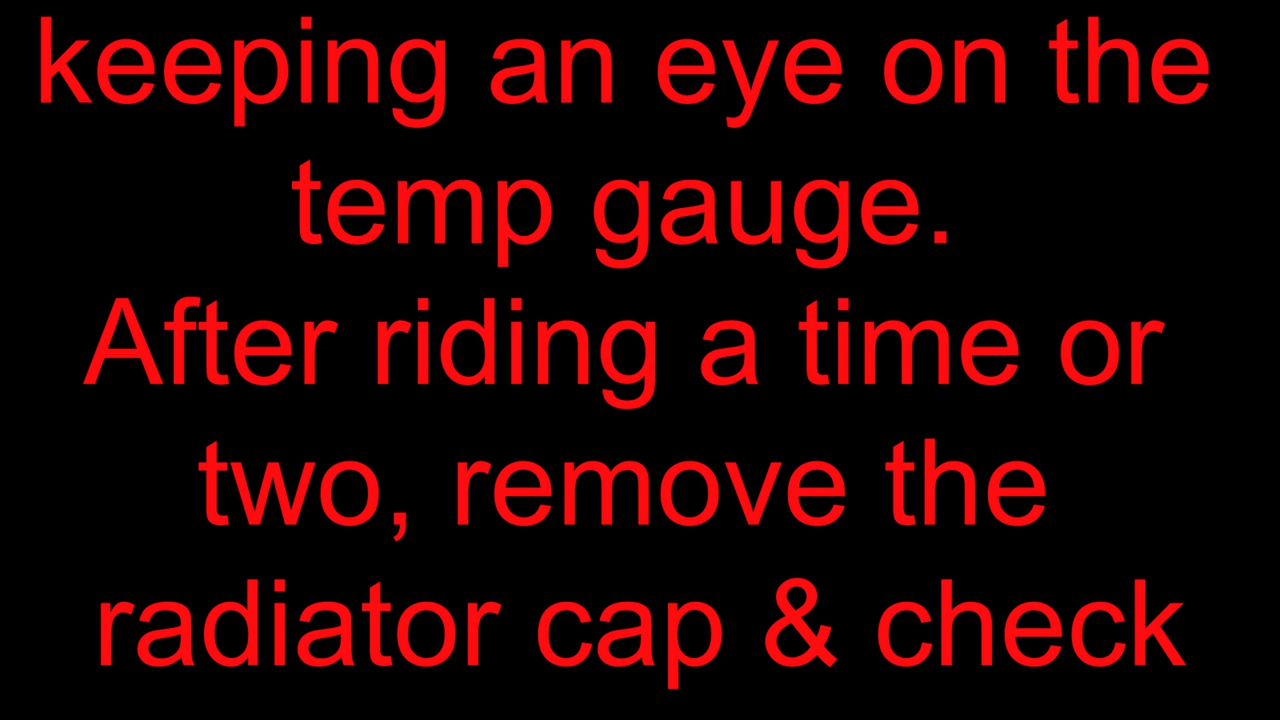 keeping an eye on the
temp gauge.
After riding a time or
two, remove the
radiator cap & check